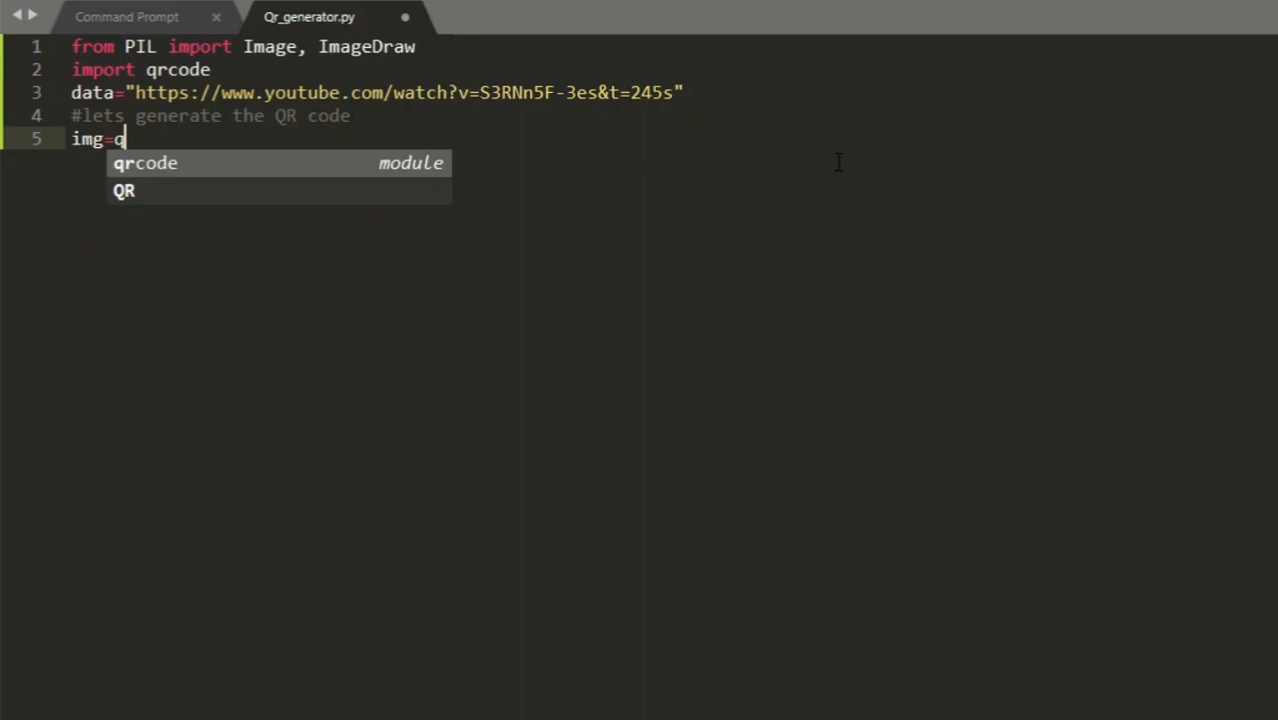 Command Prompt × Qr_generator.py
1 from PIL import Image, ImageDraw
2 import qrcode
3 data="https://www.youtube.com/watch?v=S3RNn5F-3es&t=245s"
4 #lets generate the QR code
5 img=q
qrcode module
QR